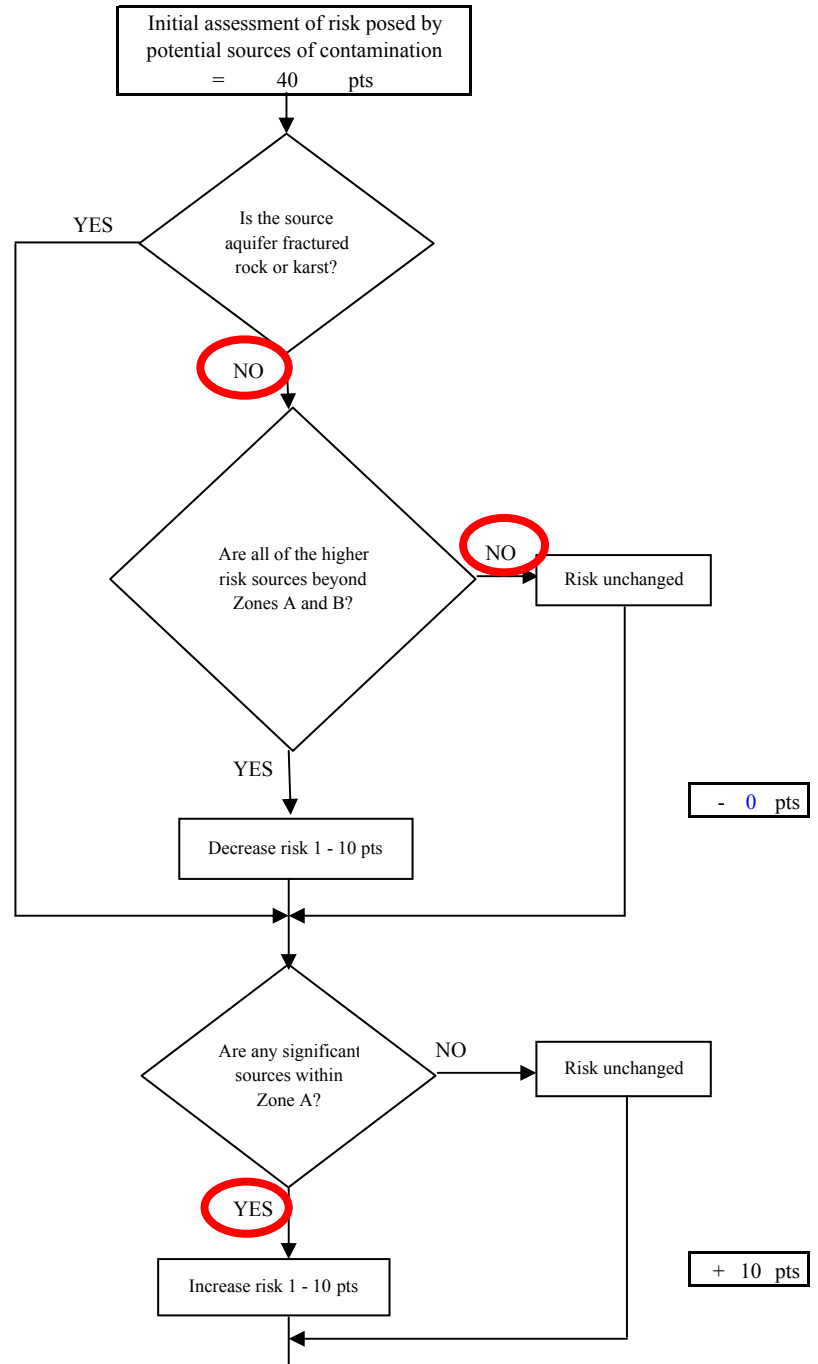 Initial assessment of risk posed by
potential sources of contamination
= 40 pts
YES
Is the source
aquifer fractured
rock or karst?
NO
Are all of the higher
risk sources beyond
Zones A and B?
NO
Risk unchanged
YES
- 0 pts
Decrease risk 1 - 10 pts
Are any significant
sources within
Zone A?
NO
Risk unchanged
YES
+ 10 pts
Increase risk 1 - 10 pts